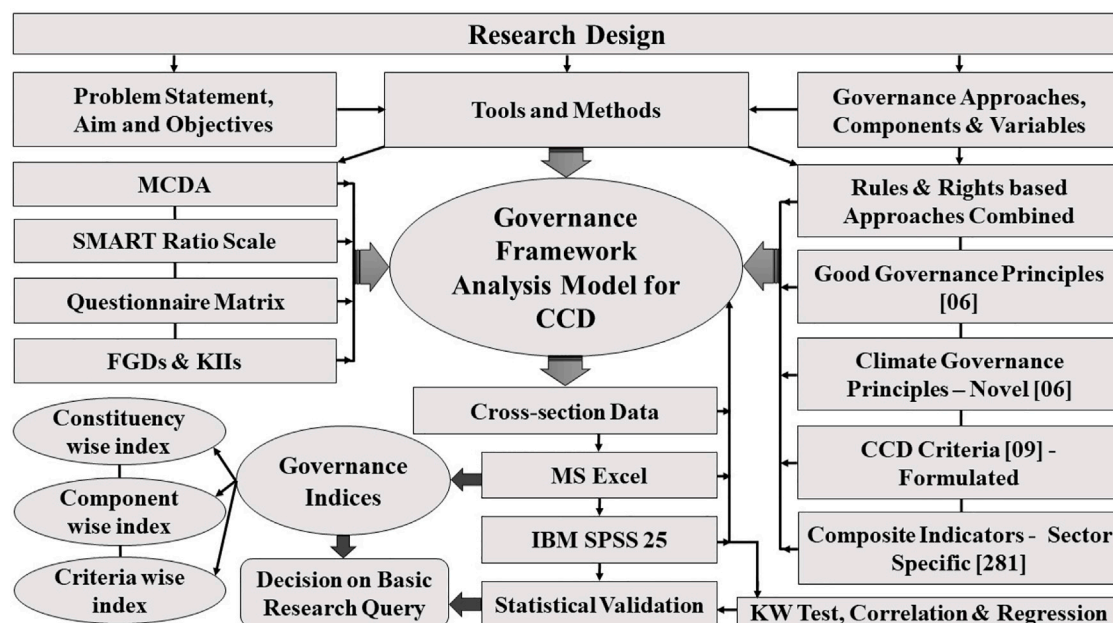 Research Design
Problem Statement,
Aim and Objectives
Tools and Methods
Governance Approaches,
Components & Variables
MCDA
SMART Ratio Scale
Questionnaire Matrix
FGDs & KIIs
Governance
Framework
Analysis Model for
CCD
Rules & Rights based
Approaches Combined
Good Governance Principles
[06]
Climate Governance
Principles – Novel [06]
CCD Criteria [09] -
Formulated
Composite Indicators - Sector
Specific [281]
Cross-section Data
MS Excel
IBM SPSS 25
Statistical Validation
KW Test, Correlation & Regression
Governance
Indices
Decision on Basic
Research Query
Constituency
wise index
Component
wise index
Criteria wise
index